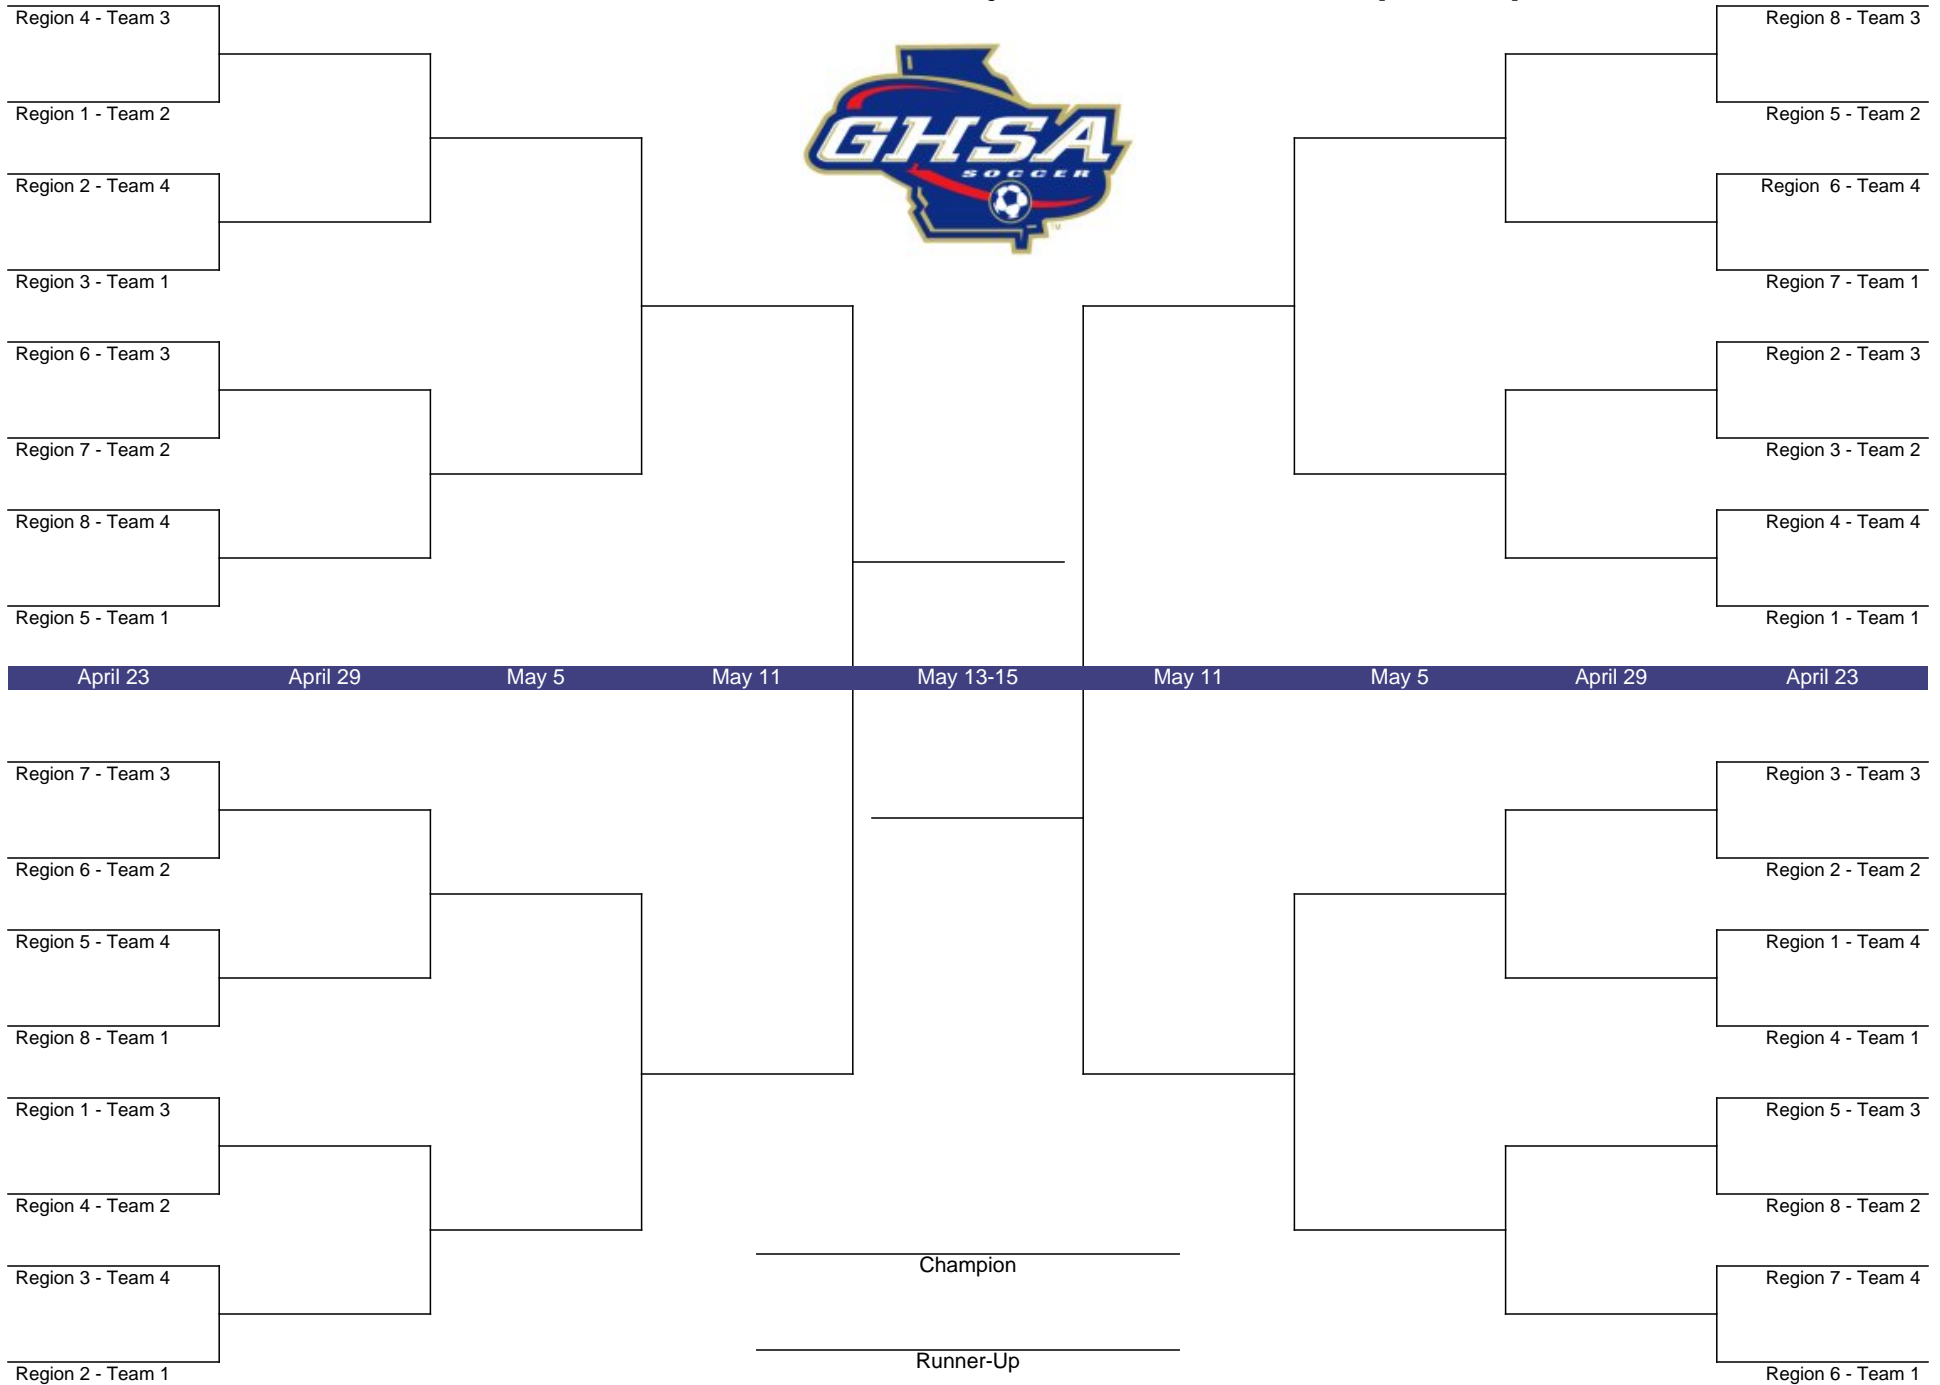 Region 4 - Team 3
Region 1 - Team 2
Region 2 - Team 4
Region 3 - Team 1
Region 6 - Team 3
Region 7 - Team 2
Region 8 - Team 4
Region 5 - Team 1
GHSA
SOCCER
TM
Region 8 - Team 3
Region 5 - Team 2
Region  6 - Team 4
Region 7 - Team 1
Region 2 - Team 3
Region 3 - Team 2
Region 4 - Team 4
Region 1 - Team 1
April 23 April 29 May 5 May 11 May 13-15 May 11 May 5 April 29 April 23
Region 7 - Team 3
Region 6 - Team 2
Region 5 - Team 4
Region 8 - Team 1
Region 1 - Team 3
Region 4 - Team 2
Region 3 - Team 4
Region 2 - Team 1
Champion
Runner-Up
Region 3 - Team 3
Region 2 - Team 2
Region 1 - Team 4
Region 4 - Team 1
Region 5 - Team 3
Region 8 - Team 2
Region 7 - Team 4
Region 6 - Team 1